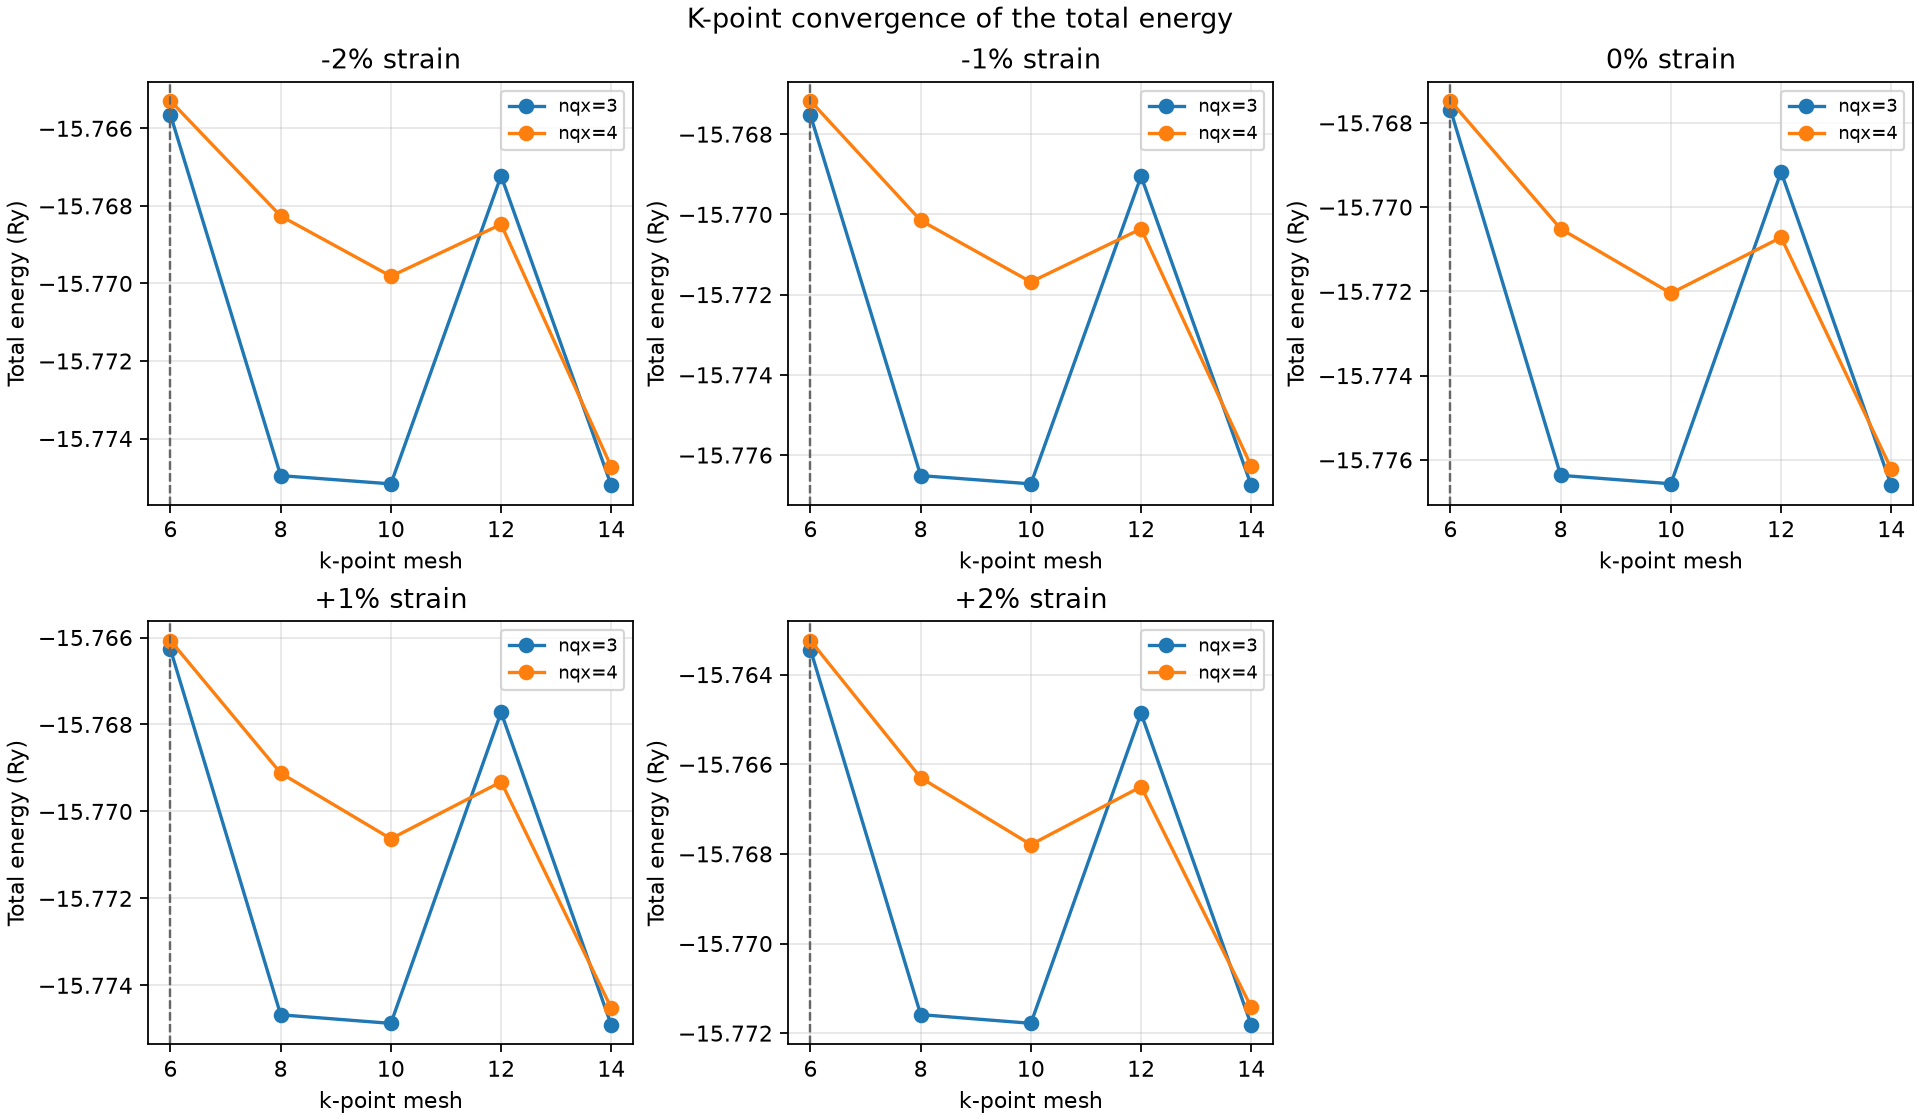 K-point convergence of the total energy
-2% strain
Total energy (Ry)
−15.766
−15.768
−15.770
−15.772
−15.774
nqx=3
nqx=4
6 8 10 12 14
k-point mesh
-1% strain
Total energy (Ry)
−15.768
−15.770
−15.772
−15.774
−15.776
nqx=3
nqx=4
6 8 10 12 14
k-point mesh
0% strain
Total energy (Ry)
−15.768
−15.770
−15.772
−15.774
−15.776
nqx=3
nqx=4
6 8 10 12 14
k-point mesh
+1% strain
Total energy (Ry)
−15.766
−15.768
−15.770
−15.772
−15.774
nqx=3
nqx=4
6 8 10 12 14
k-point mesh
+2% strain
Total energy (Ry)
−15.764
−15.766
−15.768
−15.770
−15.772
nqx=3
nqx=4
6 8 10 12 14
k-point mesh